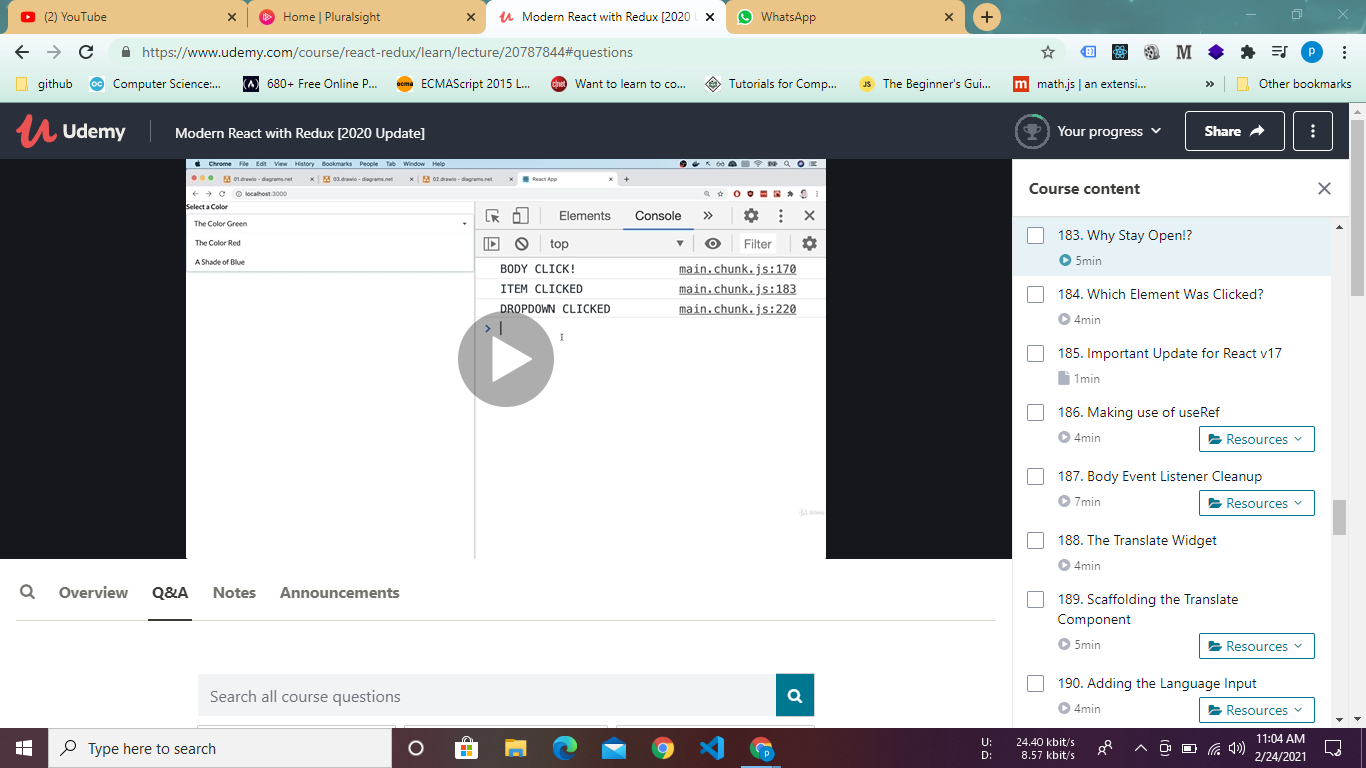 (2) YouTube
Home | Pluralsight
Modern React with Redux [2020
WhatsApp
https://www.udemy.com/course/react-redux/learn/lecture/20787844#questions
github
Computer Science:...
680+ Free Online P...
ECMAScript 2015 L...
Want to learn to co...
Tutorials for Comp...
The Beginner's Gui...
math.js | an extensi...
Other bookmarks
Udemy
Modern React with Redux [2020 Update]
Your progress
Share
Chrome File Edit View History Bookmarks People Tab Window Help
01.drawio - diagrams.net
03.drawio - diagrams.net
02.drawio - diagrams.net
React App
localhost:3000
Select a Color
The Color Green
The Color Red
A Shade of Blue
Elements
Console
top
Filter
BODY CLICK! main.chunk.js:170
ITEM CLICKED main.chunk.js:183
DROPDOWN CLICKED main.chunk.js:220
Udemy
Course content
183. Why Stay Open!?
5min
184. Which Element Was Clicked?
4min
185. Important Update for React v17
1min
186. Making use of useRef
4min
Resources
187. Body Event Listener Cleanup
7min
Resources
188. The Translate Widget
4min
189. Scaffolding the Translate
Component
5min
Resources
190. Adding the Language Input
4min
Resources
Overview
Q&A
Notes
Announcements
Search all course questions
Type here to search
U: 24.40 kbit/s
D: 8.57 kbit/s
11:04 AM
2/24/2021